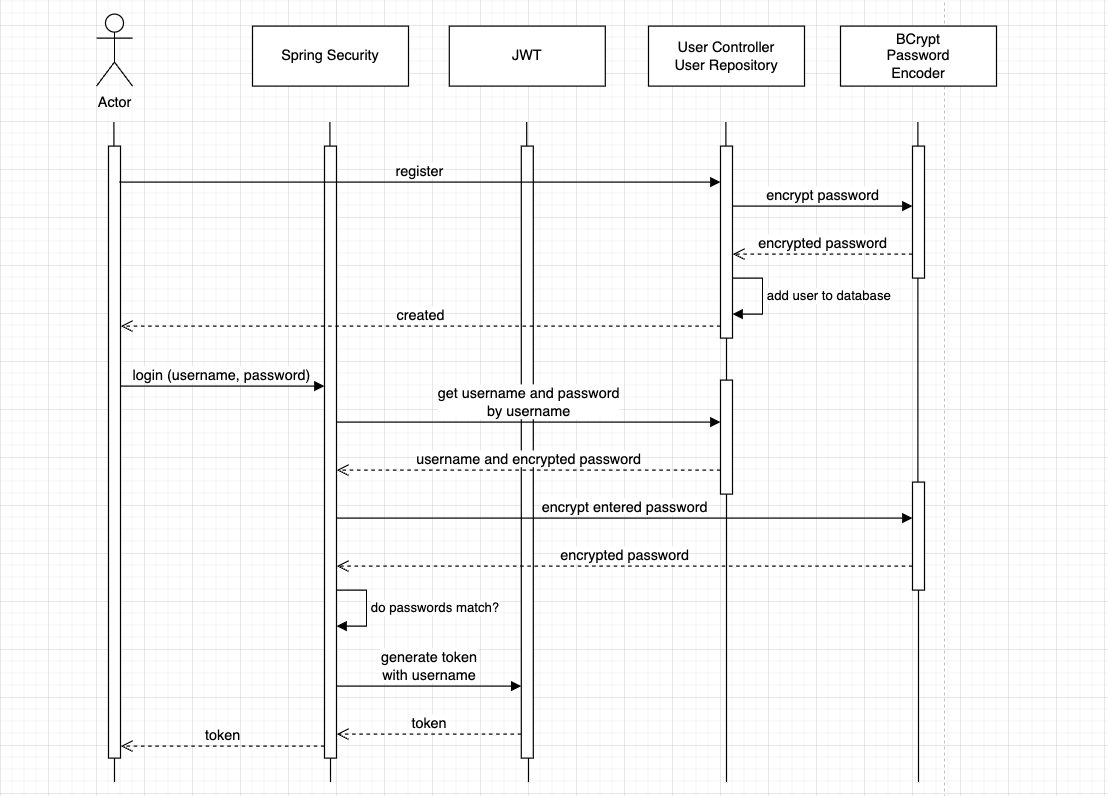 Actor
Spring Security
JWT
User Controller
User Repository
BCrypt
Password
Encoder
register
encrypt password
encrypted password
add user to database
created
login (username, password)
get username and password
by username
username and encrypted password
encrypt entered password
encrypted password
do passwords match?
generate token
with username
token
token